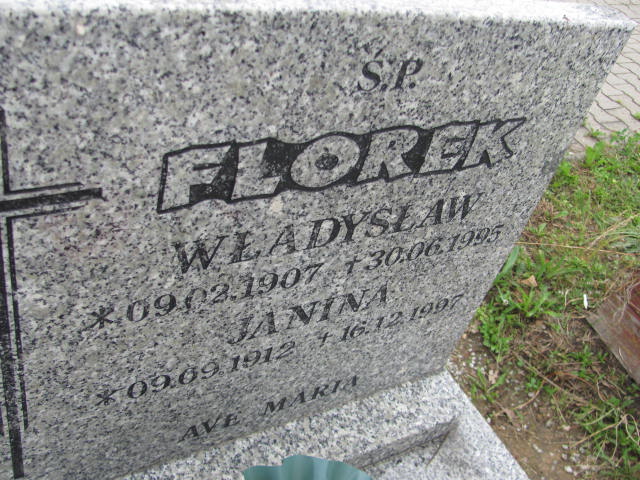 Ś.P.
FLOREK
WŁADYSŁAW
*09.02.1907 †30.06.1995
JANINA
*09.09.1912 †16.12.1997
AVE MARIA